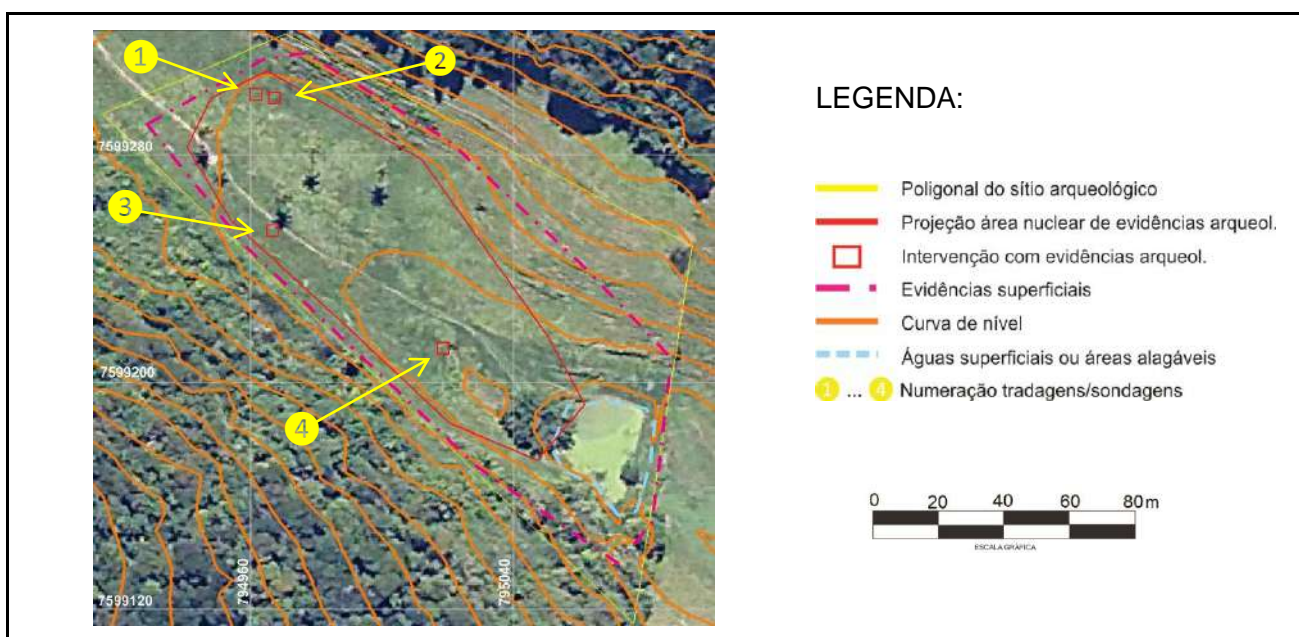 1
2
7599280
3
7599200
4
794960
795040
7599120
LEGENDA:
Poligonal do sítio arqueológico
Projeção área nuclear de evidências arqueol.
Intervenção com evidências arqueol.
Evidências superficiais
Curva de nível
Águas superficiais ou áreas alagáveis
1 ... 4 Numeração tradagens/sondagens
0 20 40 60 80 m
ESCALA GRÁFICA